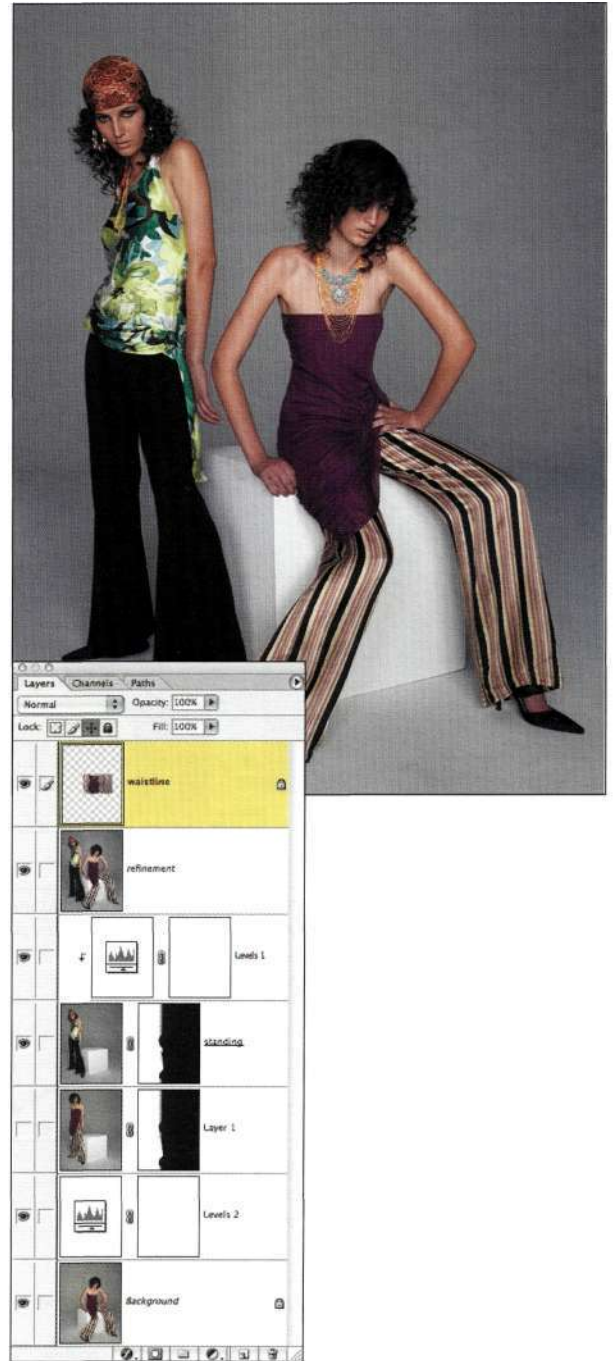 Layers Channels Paths
Normal Opacity: 100%
Lock: Fill: 100%
waistline
refinement
Levels 1
standing
Layer 1
Levels 2
Background